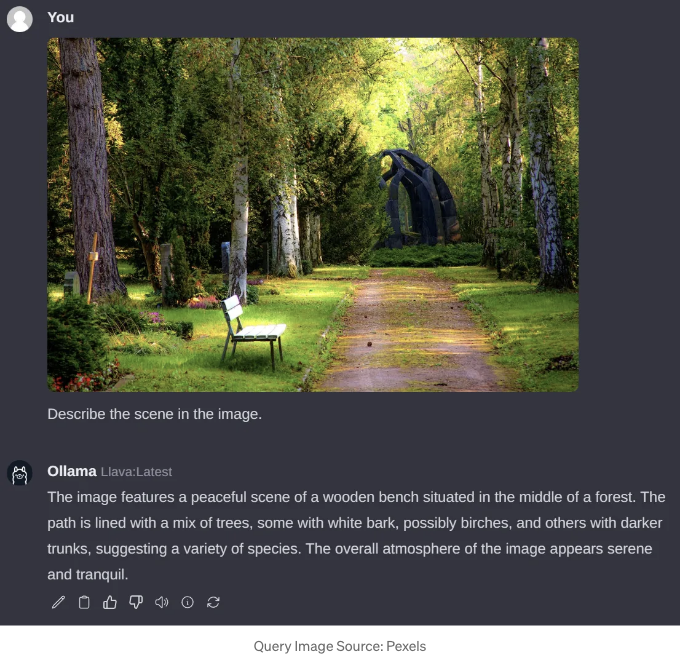 You
Describe the scene in the image.
Ollama Llava:Latest
The image features a peaceful scene of a wooden bench situated in the middle of a forest. The
path is lined with a mix of trees, some with white bark, possibly birches, and others with darker
trunks, suggesting a variety of species. The overall atmosphere of the image appears serene
and tranquil.
Query Image Source: Pexels